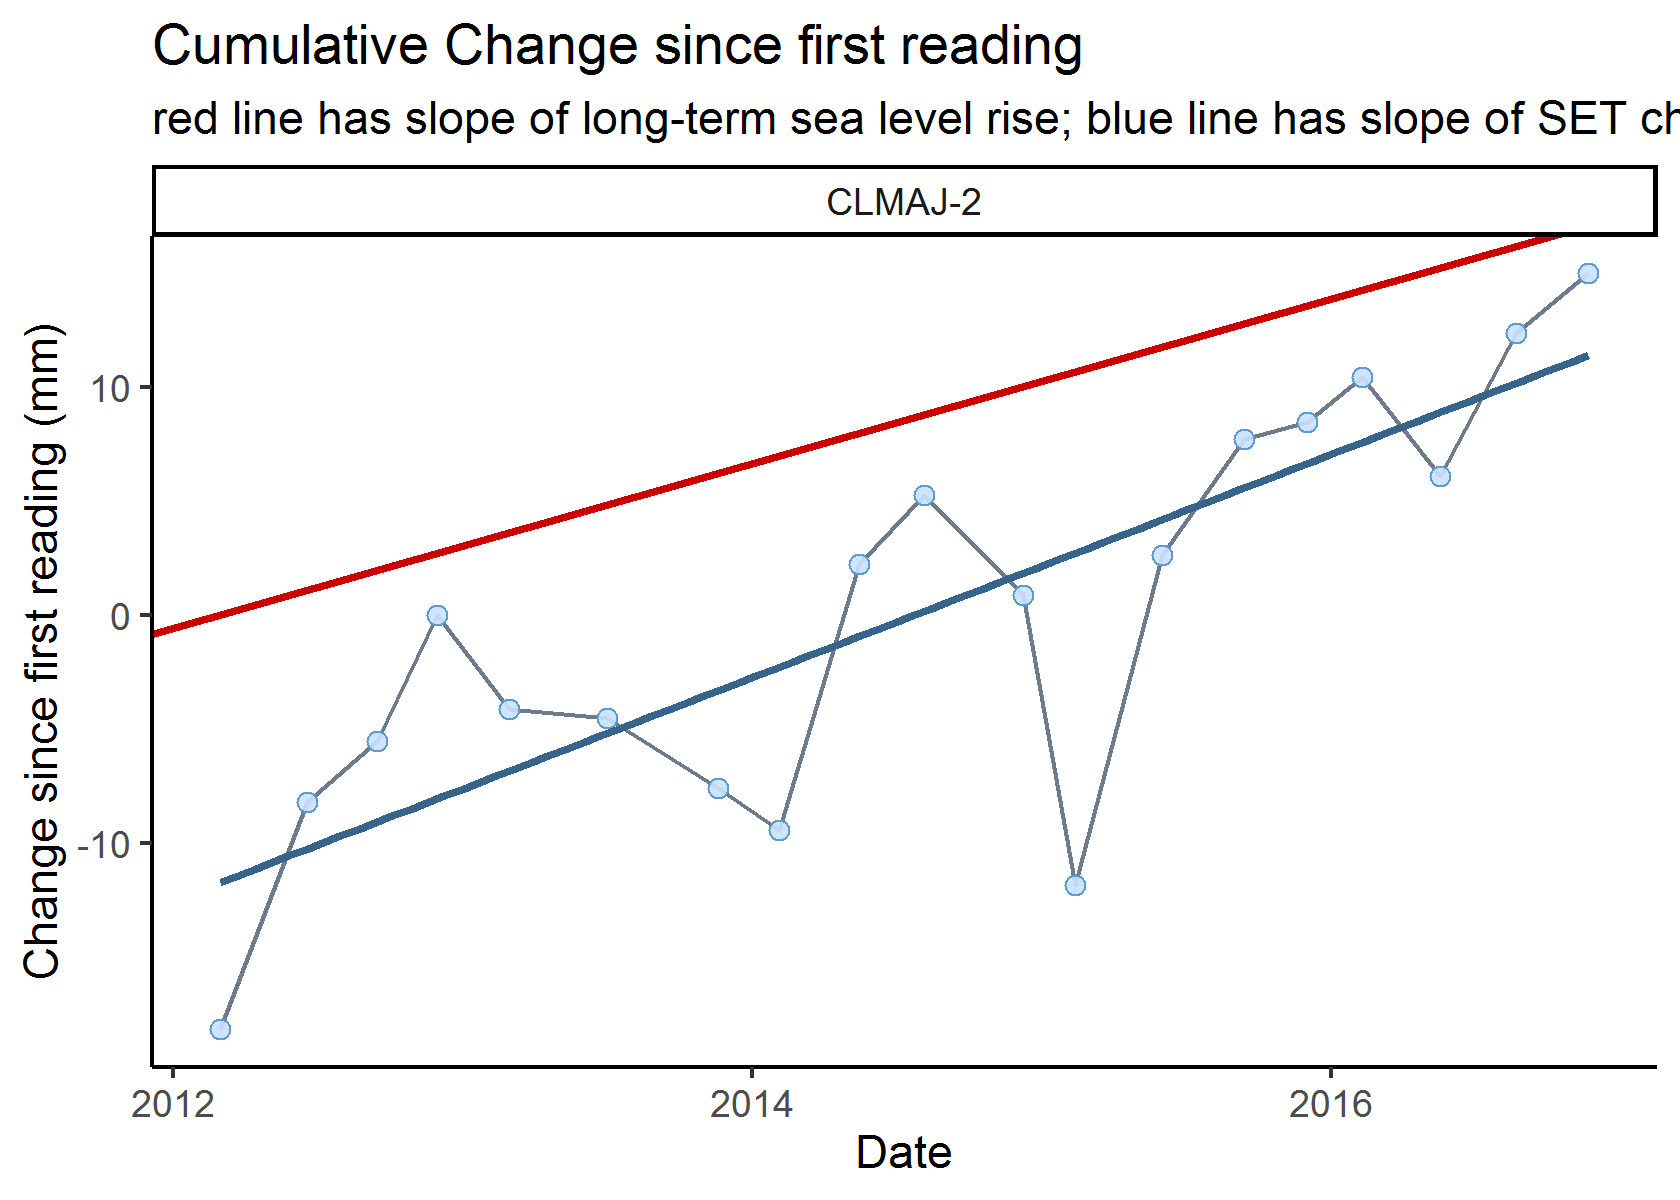 Cumulative Change since first reading
red line has slope of long-term sea level rise; blue line has slope of SET
CLMAJ-2
Change since first reading (mm)
10
0
-10
2012
2014
2016
Date